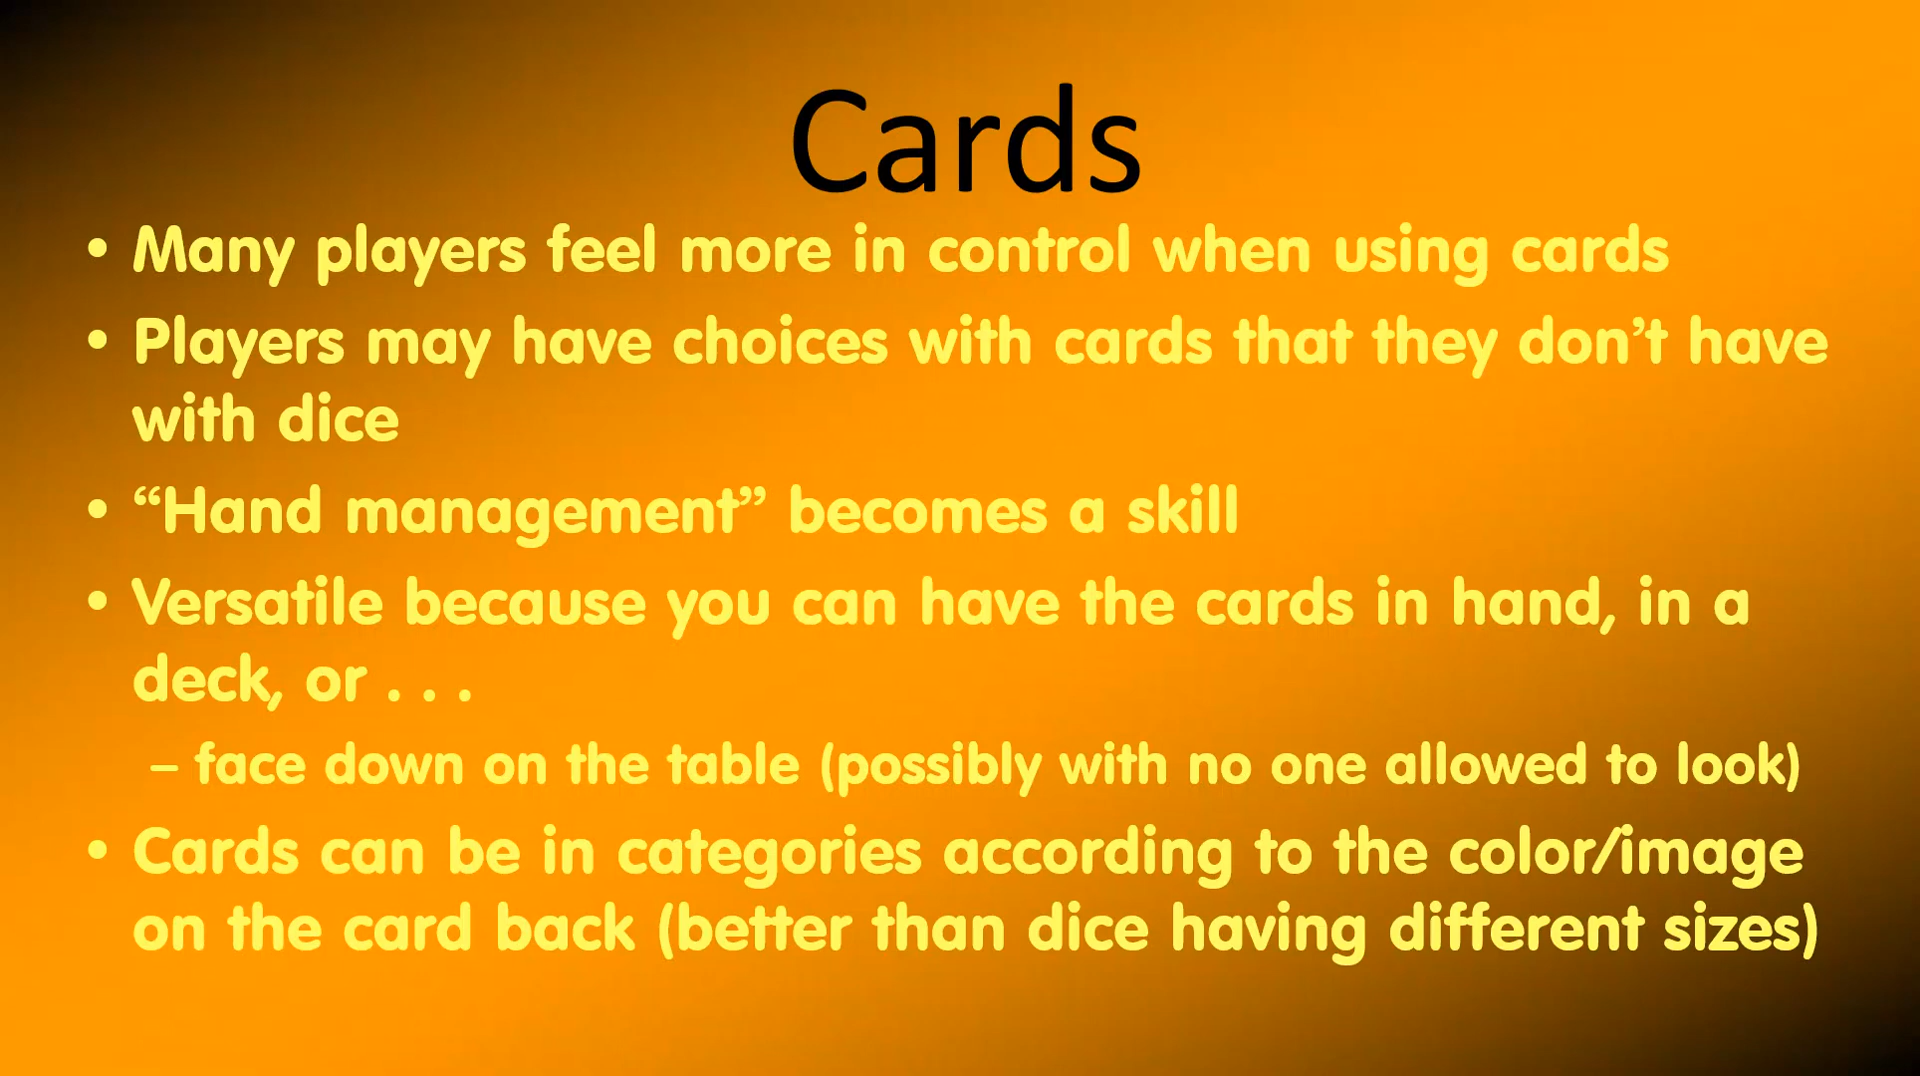 Cards
• Many players feel more in control when using cards
• Players may have choices with cards that they don’t have
with dice
• “Hand management” becomes a skill
• Versatile because you can have the cards in hand, in a
deck, or . . .
– face down on the table (possibly with no one allowed to look)
• Cards can be in categories according to the color/image
on the card back (better than dice having different sizes)